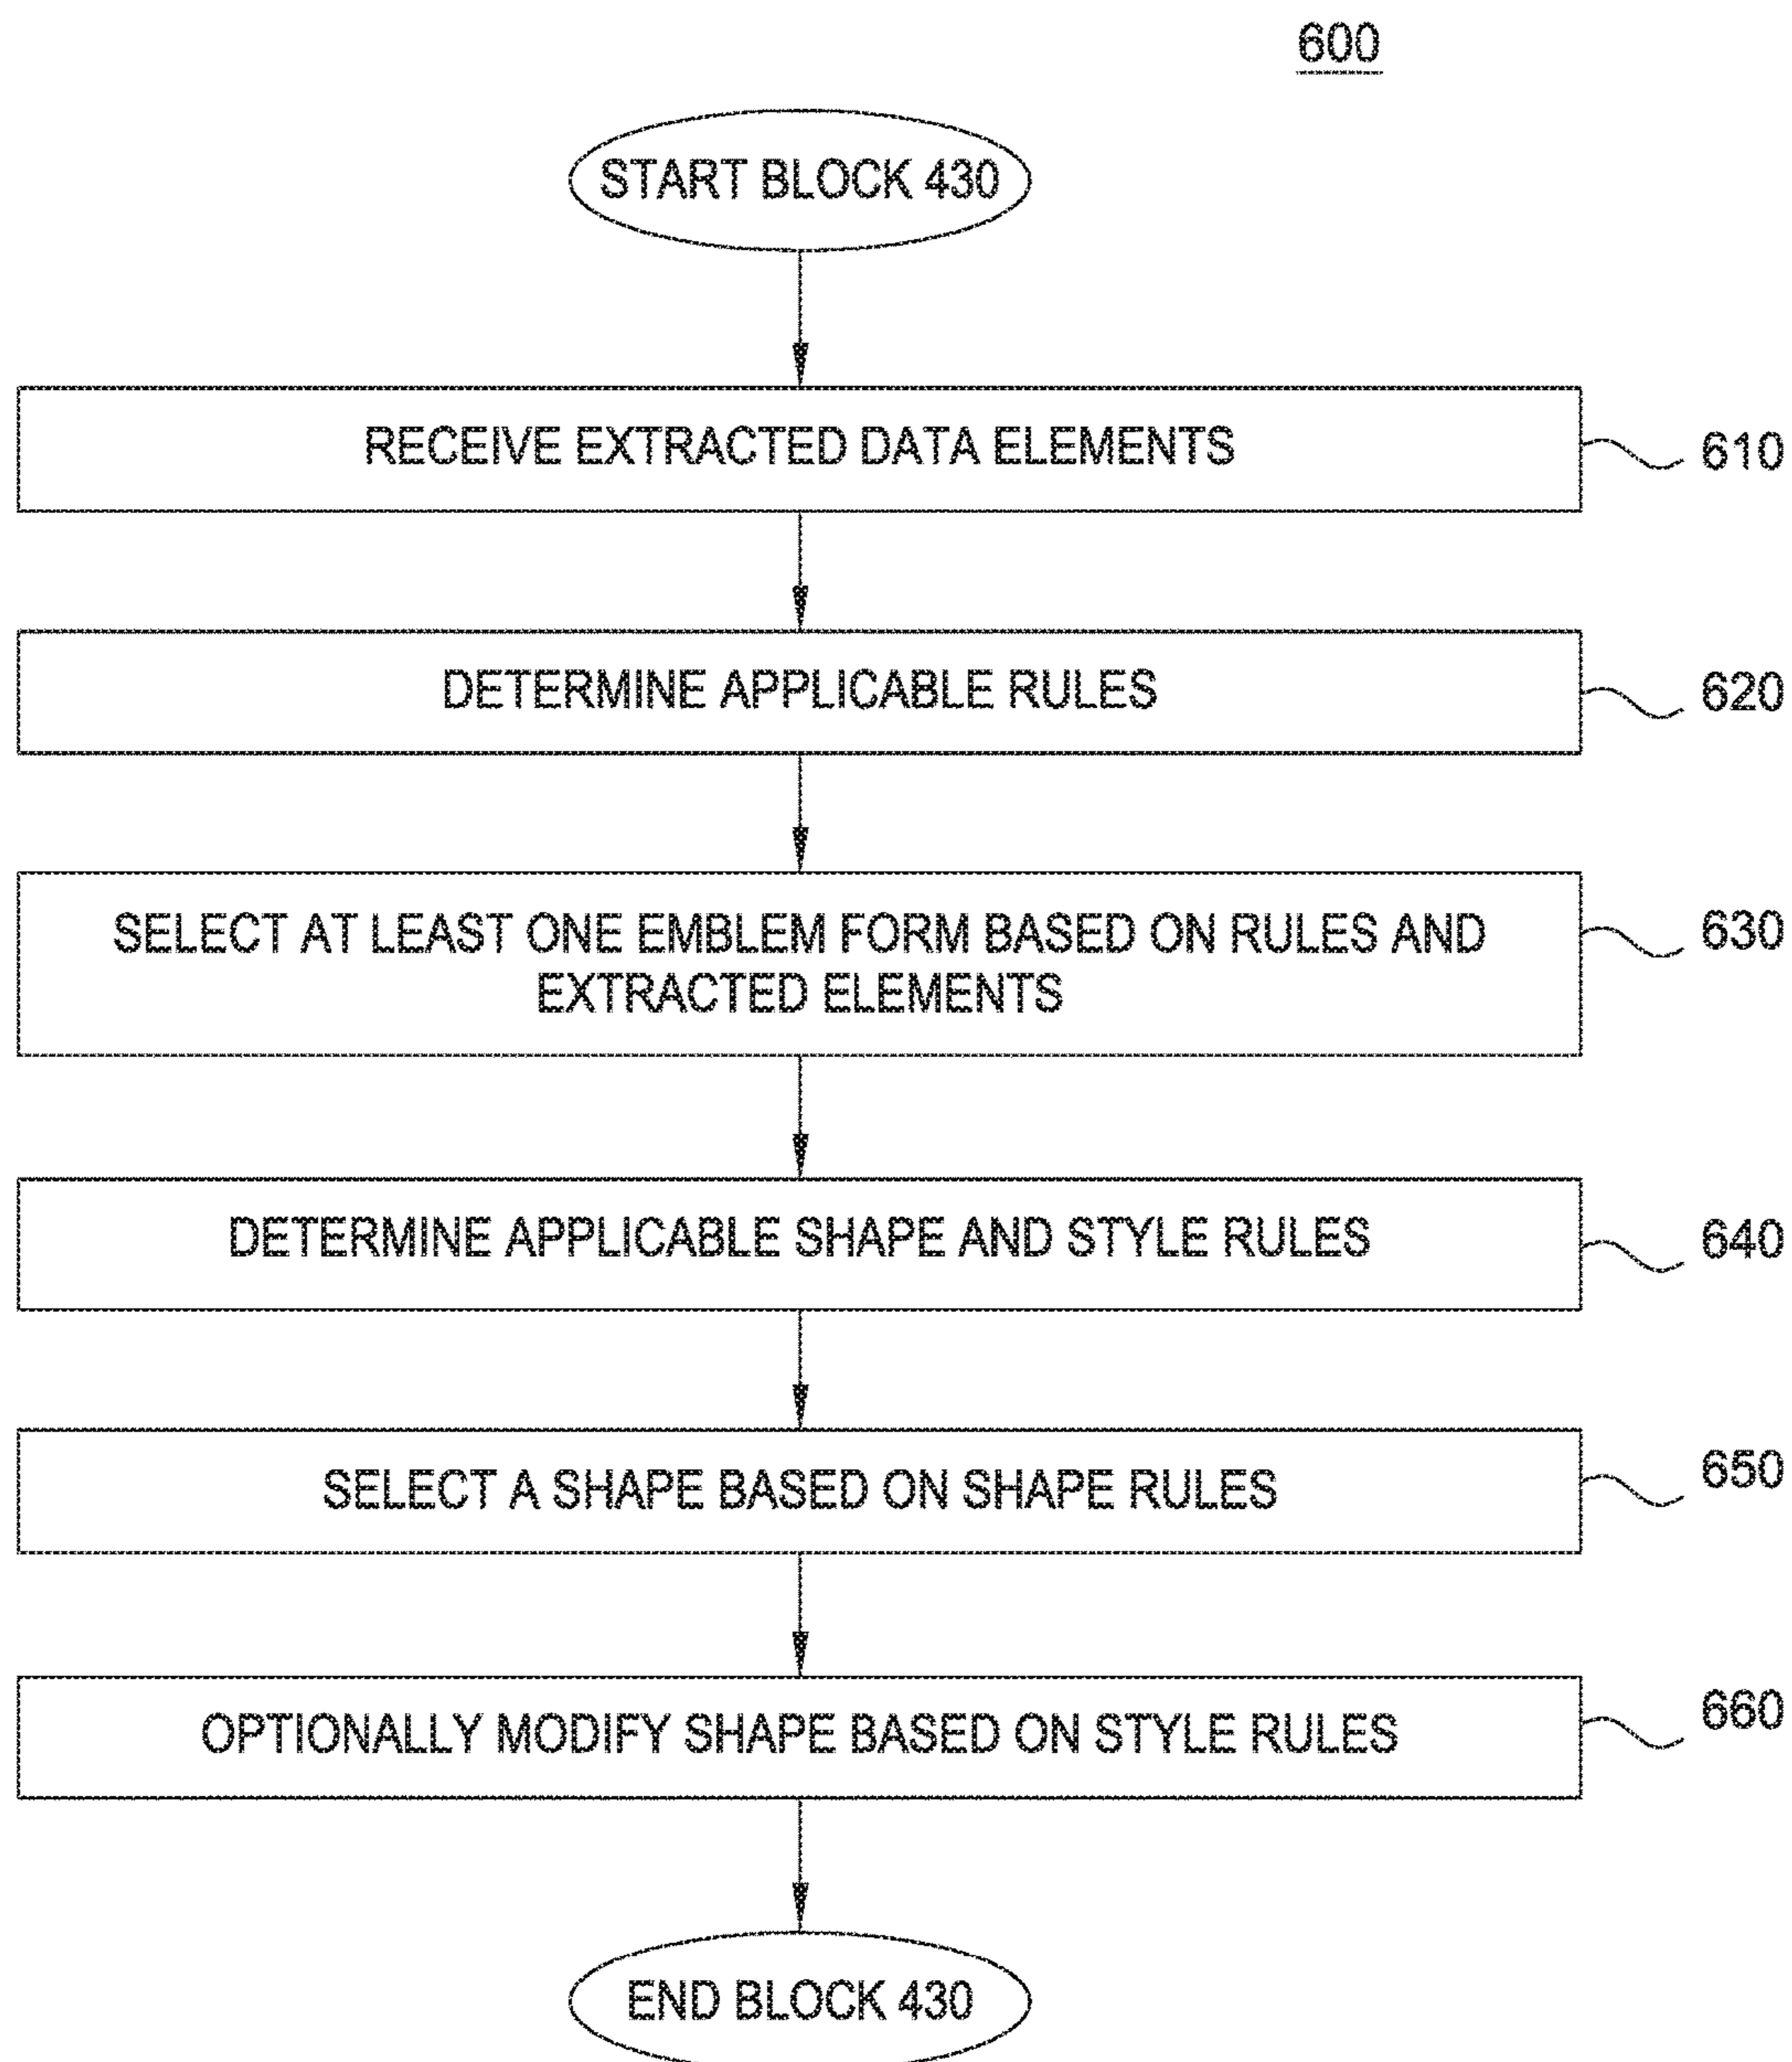 600
START BLOCK 430
RECEIVE EXTRACTED DATA ELEMENTS
610
DETERMINE APPLICABLE RULES
620
SELECT AT LEAST ONE EMBLEM FORM BASED ON RULES AND
EXTRACTED ELEMENTS
630
DETERMINE APPLICABLE SHAPE AND STYLE RULES
640
SELECT A SHAPE BASED ON SHAPE RULES
650
OPTIONALLY MODIFY SHAPE BASED ON STYLE RULES
660
END BLOCK 430